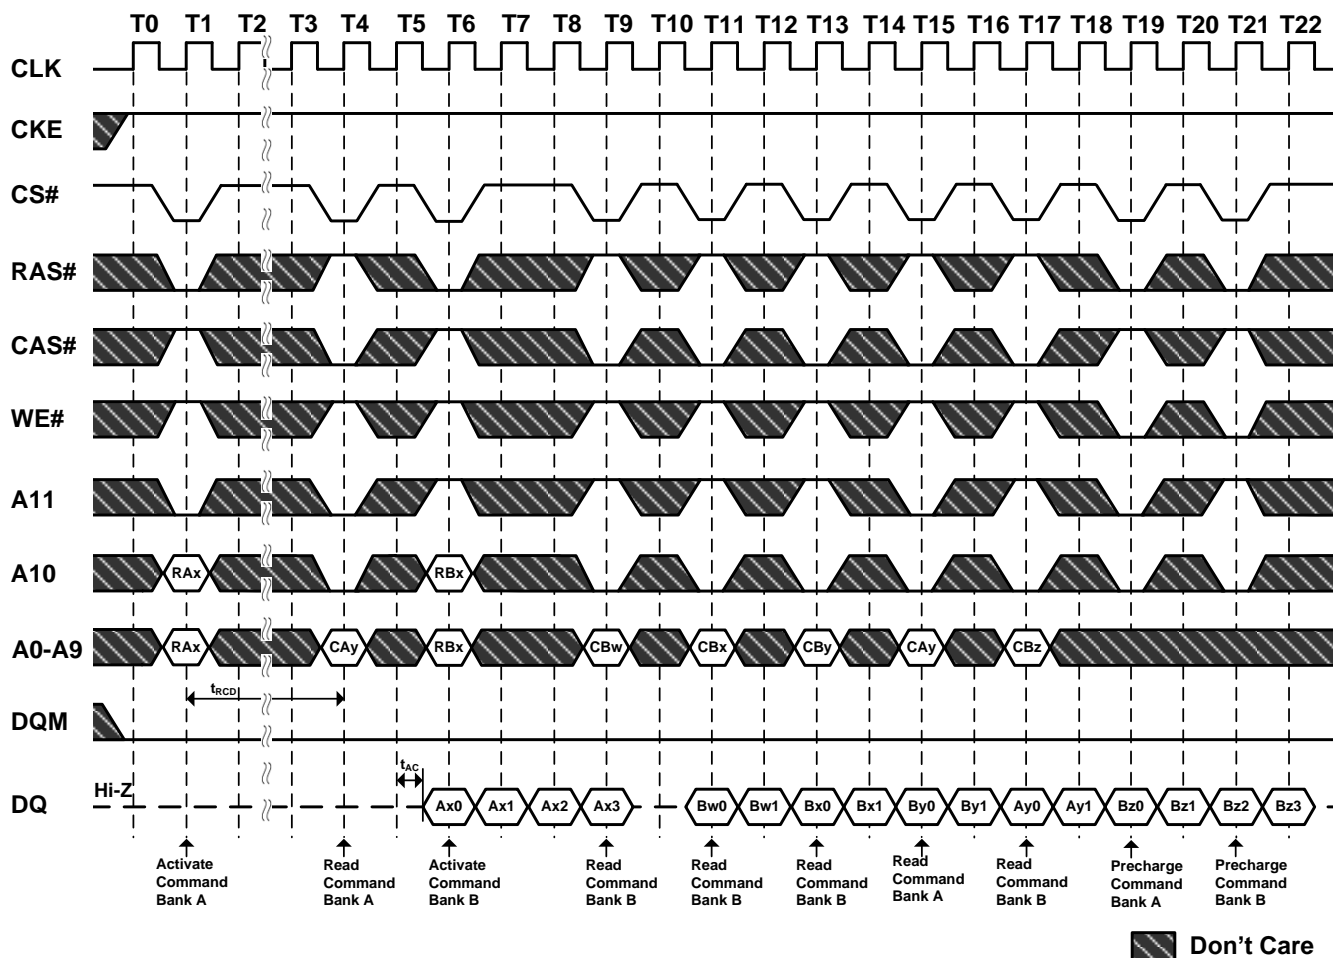 T0 T1 T2 T3 T4 T5 T6 T7 T8 T9 T10 T11 T12 T13 T14 T15 T16 T17 T18 T19 T20 T21 T22
CLK
CKE
CS#
RAS#
CAS#
WE#
A11
A10 RAx RBx
A0-A9 RAx CAy RBx CBw CBx CBy CAy CBz
tRCD
DQM
tAC
Hi-Z
DQ Ax0 Ax1 Ax2 Ax3 Bw0 Bw1 Bx0 Bx1 By0 By1 Ay0 Ay1 Bz0 Bz1 Bz2 Bz3
Activate Command Bank A
Read Command Bank A
Activate Command Bank B
Read Command Bank B
Read Command Bank B
Read Command Bank B
Read Command Bank A
Read Command Bank B
Precharge Command Bank A
Precharge Command Bank B
Don't Care